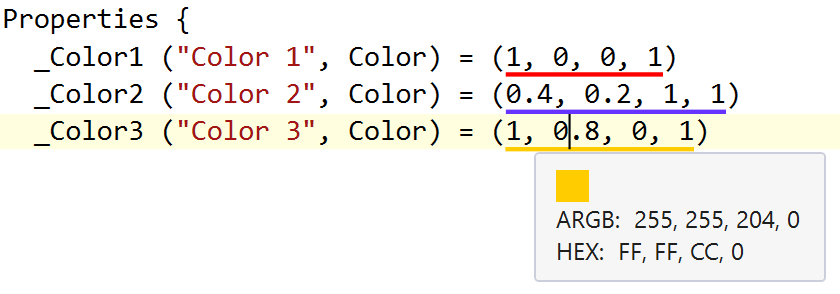 Properties {
  _Color1 ("Color 1", Color) = (1, 0, 0, 1)
  _Color2 ("Color 2", Color) = (0.4, 0.2, 1, 1)
  _Color3 ("Color 3", Color) = (1, 0.8, 0, 1)
ARGB: 255, 255, 204, 0
HEX: FF, FF, CC, 0